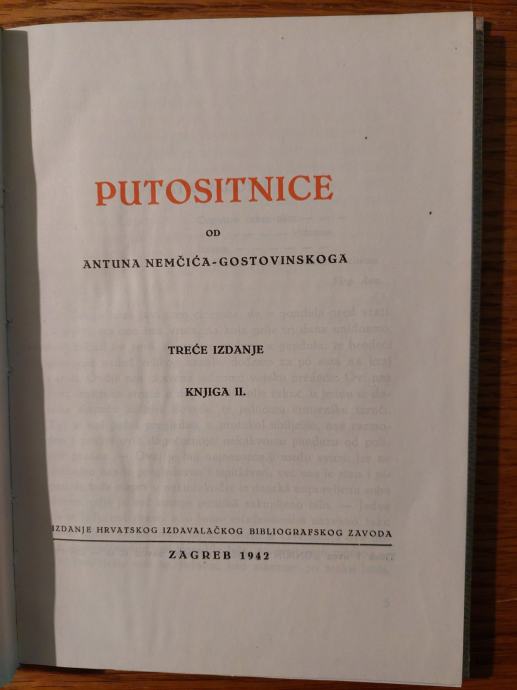 PUTOSITNICE
OD
ANTUNA NEMČIĆA-GOSTOVINSKOGA
TREĆE IZDANJE
KNJIGA II.
IZDANJE HRVATSKOG IZDAVALAČKOG BIBLIOGRAFSKOG ZAVODA
ZAGREB 1942